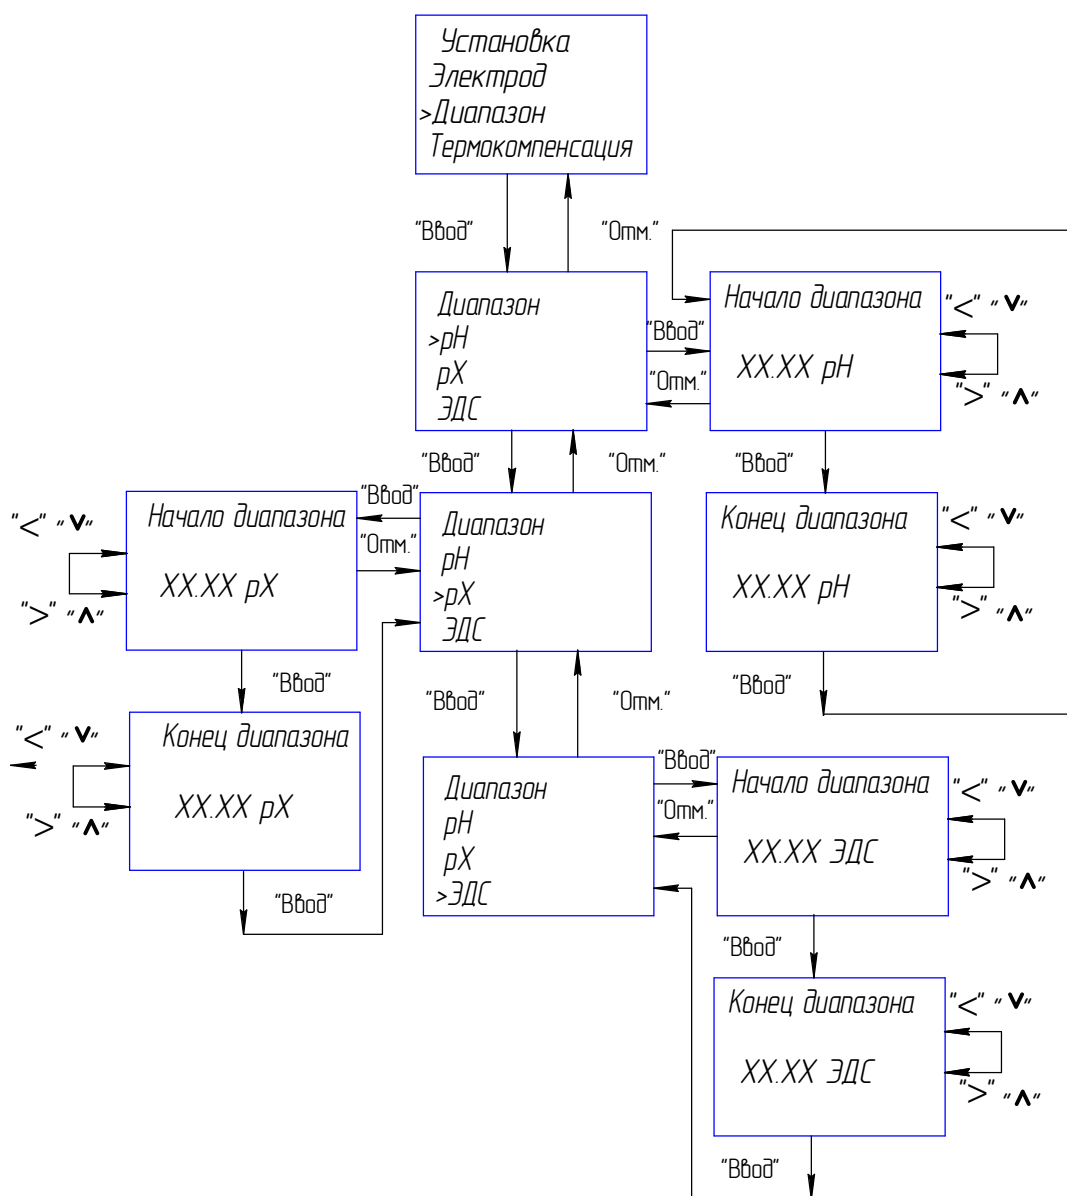 Установка
Электрод
>Диапазон
Термокомпенсация
"Ввод"
"Отм."
Диапазон
>pH
pX
ЭДС
"Ввод"
"Отм."
Начало диапазона
XX.XX pH
"<" "∨"
">" "∧"
"Ввод"
"Отм."
"Ввод"
Начало диапазона
XX.XX pX
"<" "∨"
">" "∧"
"Ввод"
"Отм."
Диапазон
pH
>pX
ЭДС
Конец диапазона
XX.XX pH
"<" "∨"
">" "∧"
"Ввод"
"Ввод"
"Отм."
"Ввод"
Конец диапазона
XX.XX pX
"<" "∨"
">" "∧"
"Ввод"
Диапазон
pH
pX
>ЭДС
"Ввод"
"Отм."
Начало диапазона
XX.XX ЭДС
"<" "∨"
">" "∧"
"Ввод"
Конец диапазона
XX.XX ЭДС
"<" "∨"
">" "∧"
"Ввод"